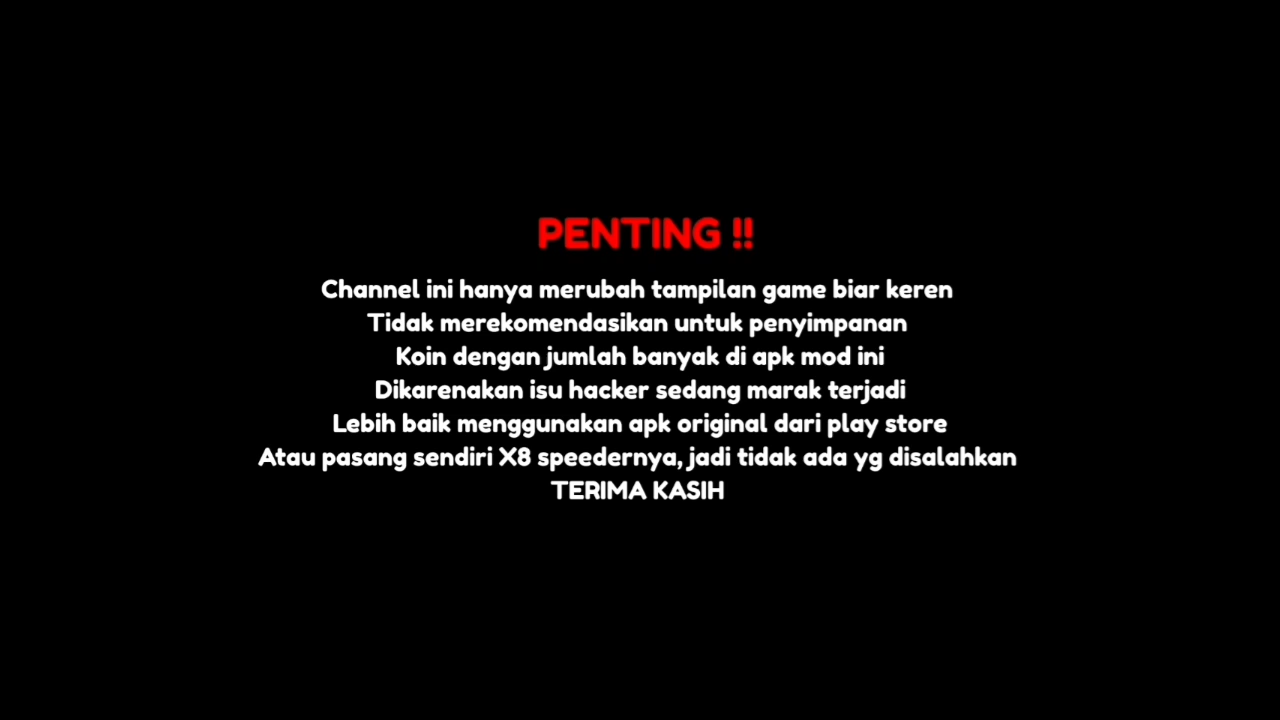 PENTING !!
Channel ini hanya merubah tampilan game biar keren
Tidak merekomendasikan untuk penyimpanan
Koin dengan jumlah banyak di apk mod ini
Dikarenakan isu hacker sedang marak terjadi
Lebih baik menggunakan apk original dari play store
Atau pasang sendiri X8 speedernya, jadi tidak ada yg disalahkan
TERIMA KASIH